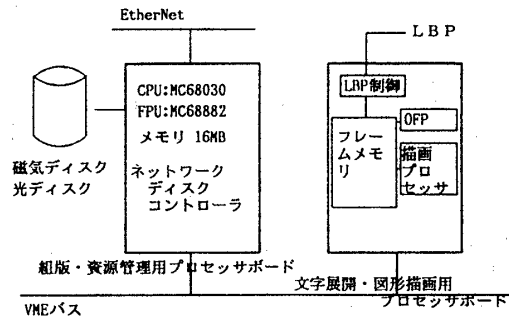 EtherNet
LBP
CPU:MC68030
FPU:MC68882
メモリ 16MB
ネットワーク
ディスク
コントローラ
磁気ディスク
光ディスク
LBP制御
OFP
フレー
ムメモ
リ
描画
プロ
セッサ
組版・資源管理用プロセッサボード
文字展開・図形描画用
プロセッサボード
VMEバス